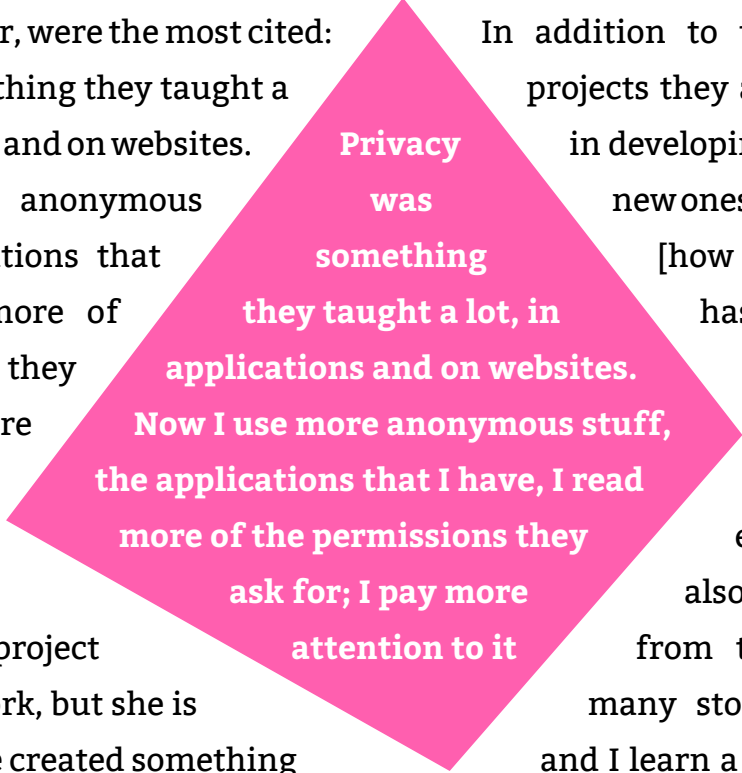 r, were the most cited:
thing they taught a
and on websites.
anonymous
tions that
more of
they
re
project
rk, but she is
e created something
Privacy
was
something
they taught a lot, in
applications and on websites.
Now I use more anonymous stuff,
the applications that I have, I read
more of the permissions they
ask for; I pay more
attention to it
In addition to
projects they
in developin
new ones
[how
has
also
from
many sto
and I learn a